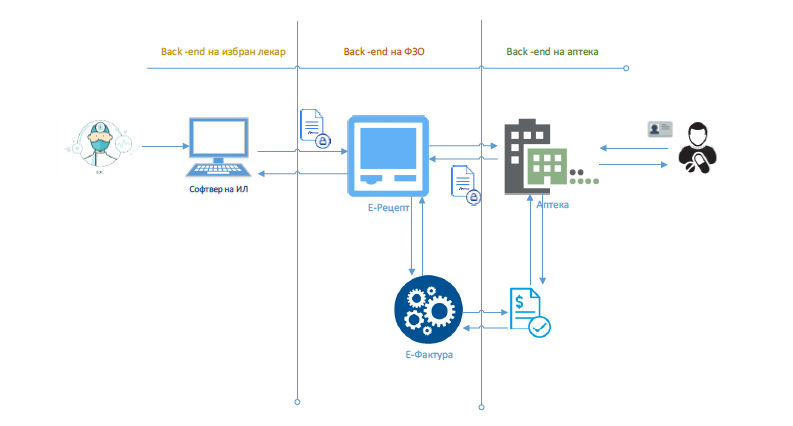 Back -end на избран лекар
Back -end на ФЗО
Back -end на аптека
Софтвер на ИЛ
Е-Рецепт
Аптека
$
Е-Фактура